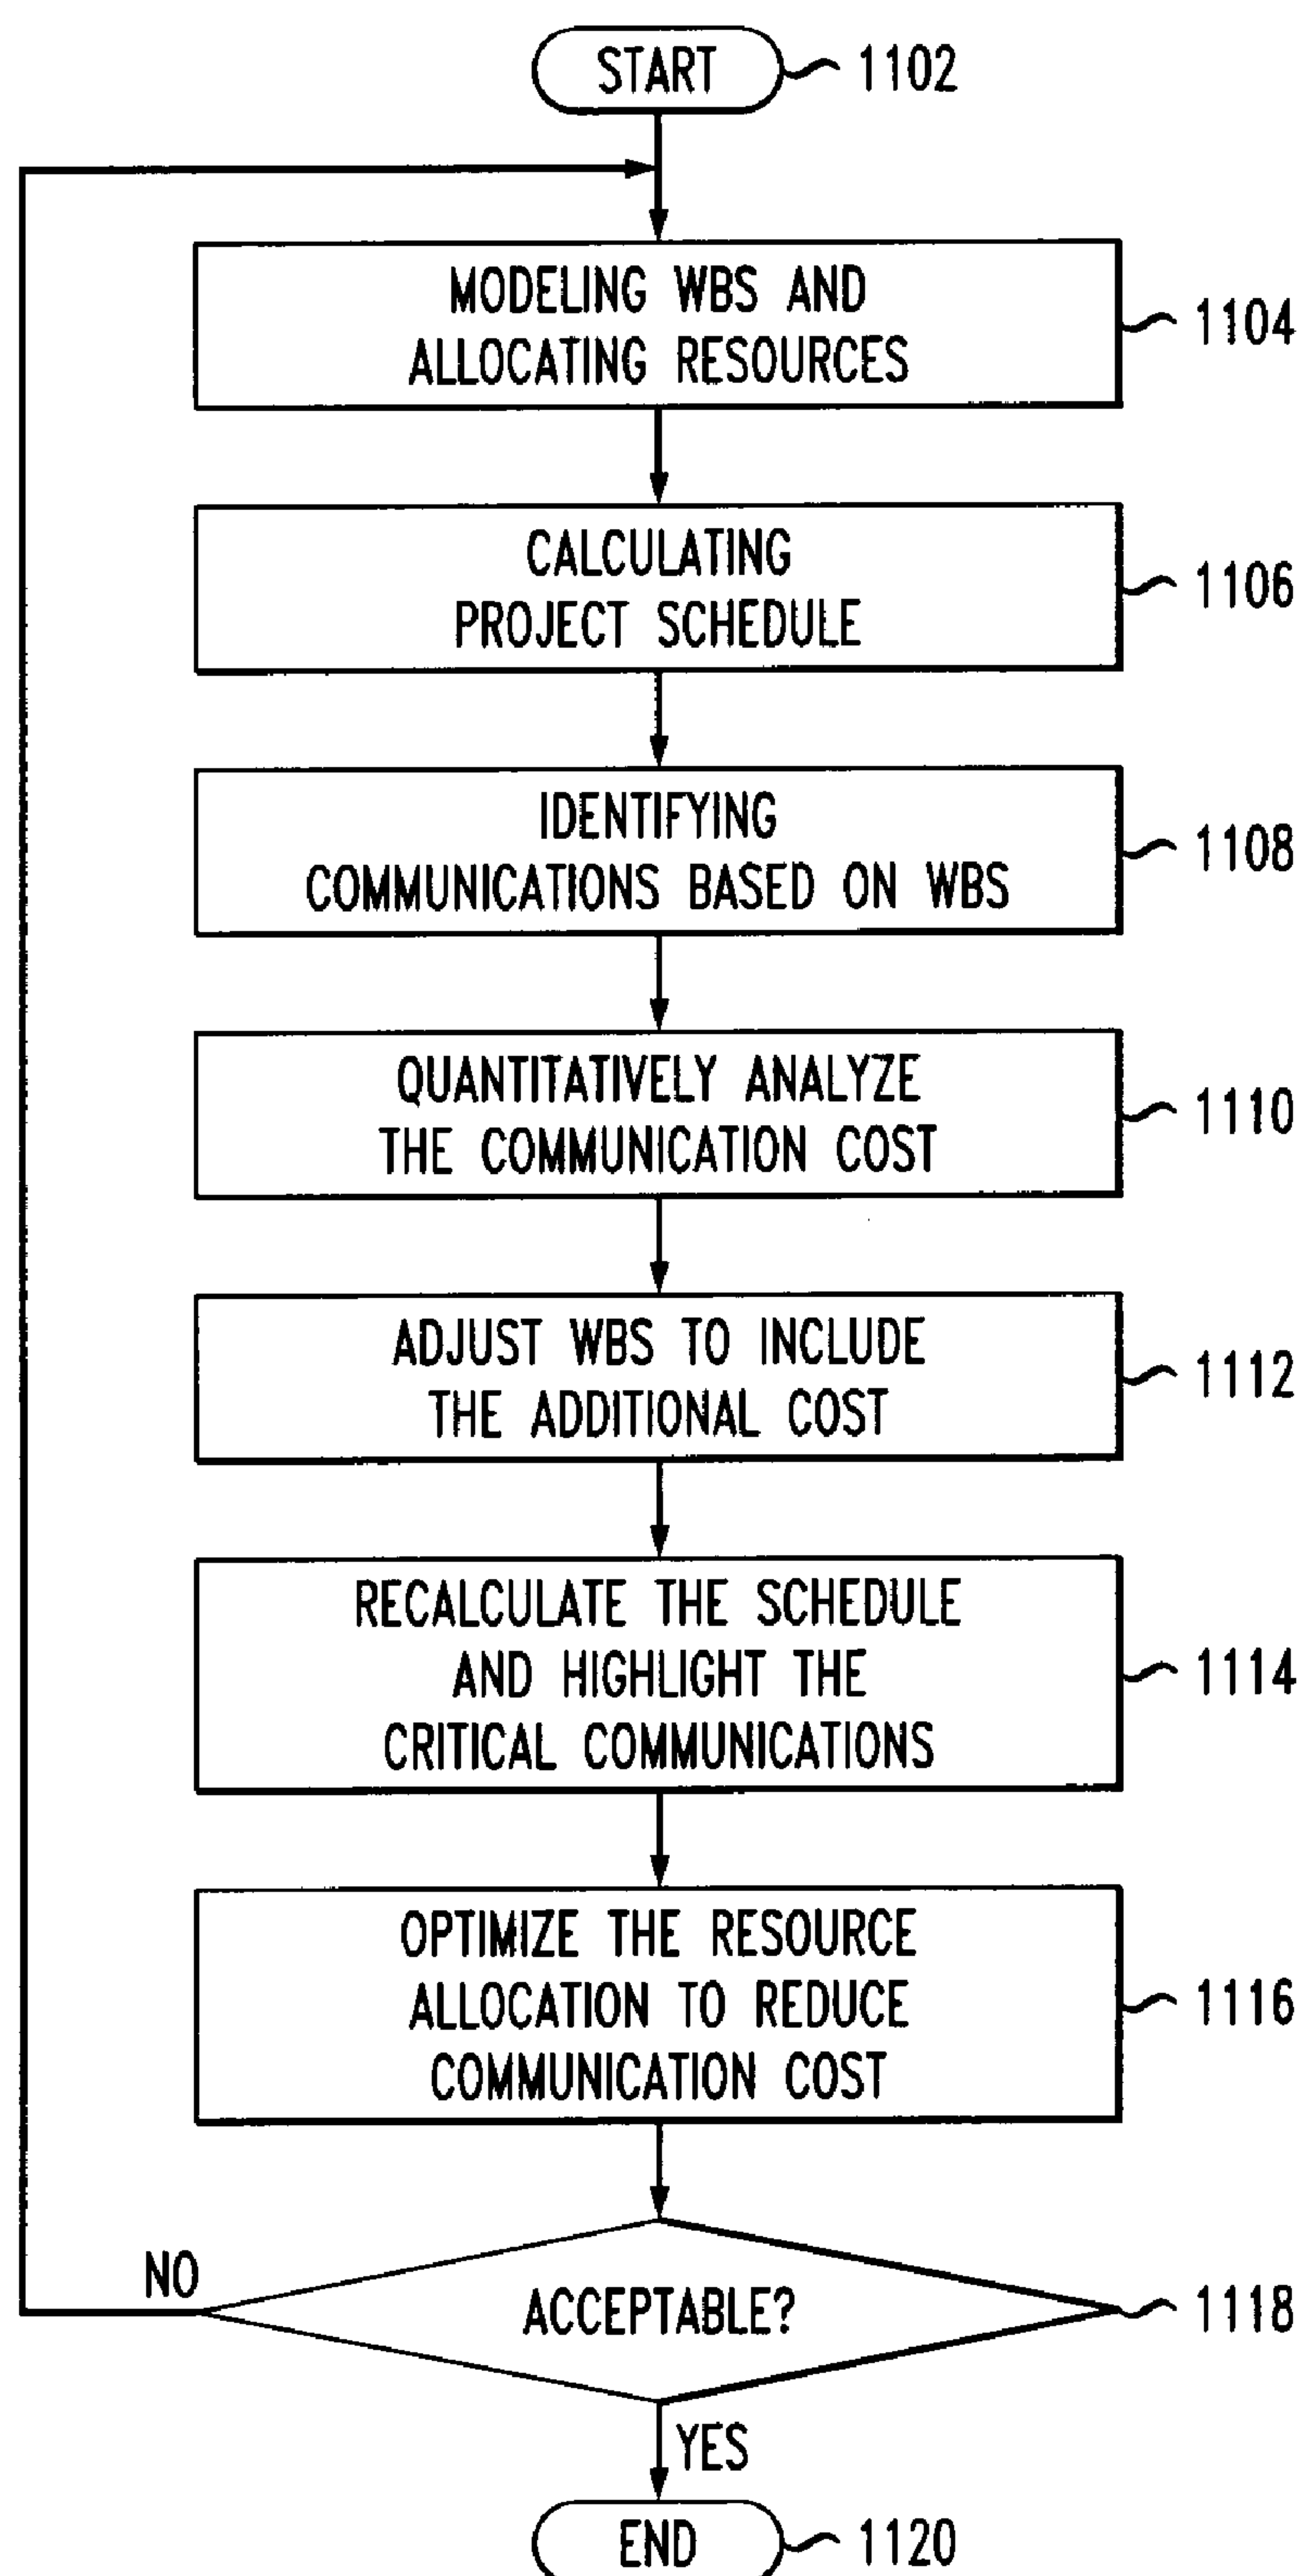 START
1102
MODELING WBS AND
ALLOCATING RESOURCES
1104
CALCULATING
PROJECT SCHEDULE
1106
IDENTIFYING
COMMUNICATIONS BASED ON WBS
1108
QUANTITATIVELY ANALYZE
THE COMMUNICATION COST
1110
ADJUST WBS TO INCLUDE
THE ADDITIONAL COST
1112
RECALCULATE THE SCHEDULE
AND HIGHLIGHT THE
CRITICAL COMMUNICATIONS
1114
OPTIMIZE THE RESOURCE
ALLOCATION TO REDUCE
COMMUNICATION COST
1116
NO
ACCEPTABLE?
1118
YES
END
1120